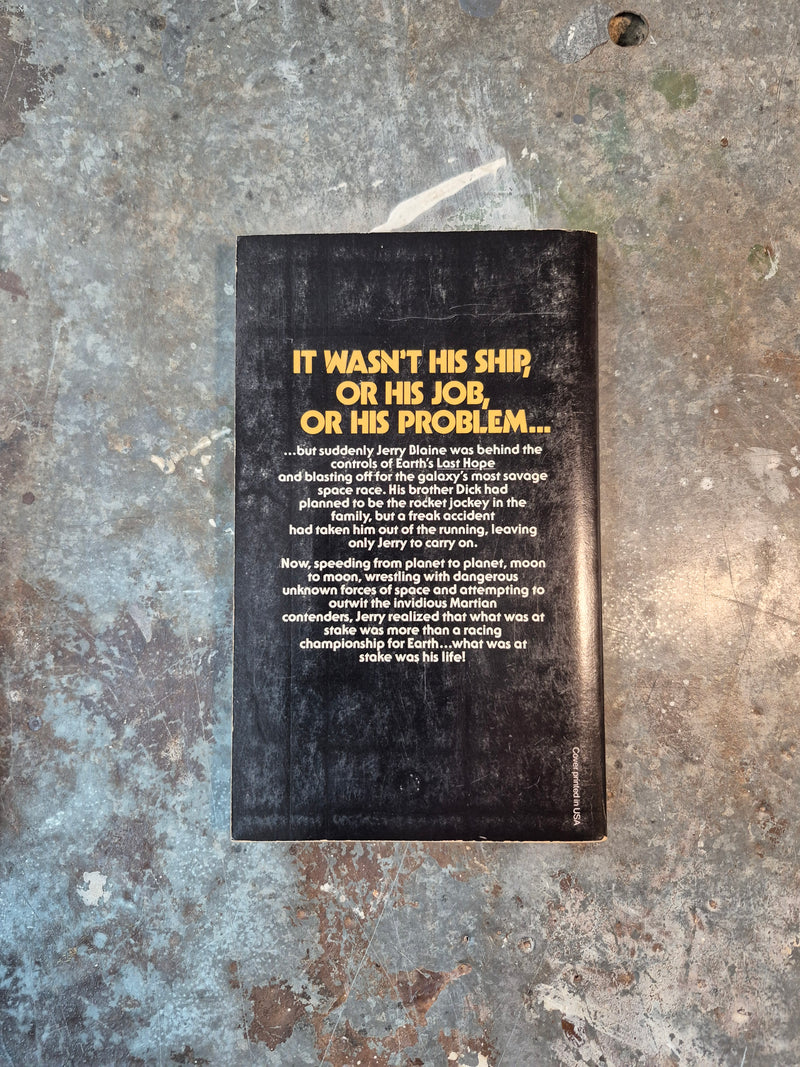 IT WASN'T HIS SHIP,
OR HIS JOB,
OR HIS PROBLEM...
...but suddenly Jerry Blaine was behind the
controls of Earth's Last Hope
and blasting off for the galaxy's most savage
space race. His brother Dick had
planned to be the rocket jockey in the
family, but a freak accident
had taken him out of the running, leaving
only Jerry to carry on.
Now, speeding from planet to planet, moon
to moon, wrestling with dangerous
unknown forces of space and attempting to
outwit the invidious Martian
contenders, Jerry realized that what was at
stake was more than a racing
championship for Earth...what was at
stake was his life!
Cover printed in USA